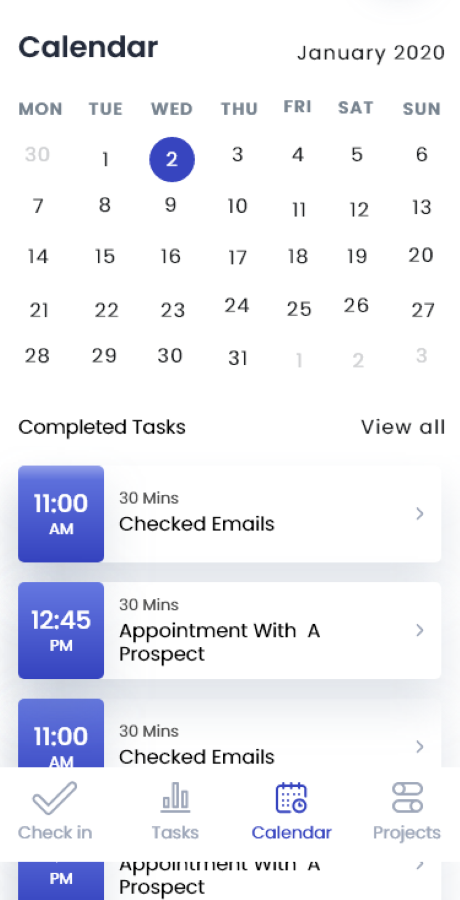 Calendar
January 2020
MON TUE WED THU FRI SAT SUN
30 1 2 3 4 5 6
7 8 9 10 11 12 13
14 15 16 17 18 19 20
21 22 23 24 25 26 27
28 29 30 31 1 2 3
Completed Tasks
View all
11:00
AM
30 Mins
Checked Emails
12:45
PM
30 Mins
Appointment With A
Prospect
11:00
AM
30 Mins
Checked Emails
Check in
Tasks
Calendar
Projects
PM
Appointment With A
Prospect